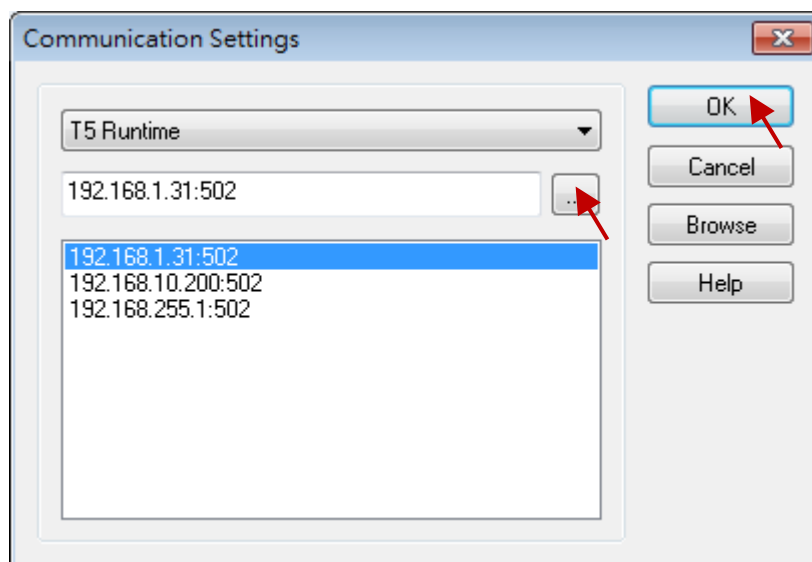 Communication Settings
T5 Runtime
192.168.1.31:502
...
192.168.1.31:502
192.168.10.200:502
192.168.255.1:502
OK
Cancel
Browse
Help